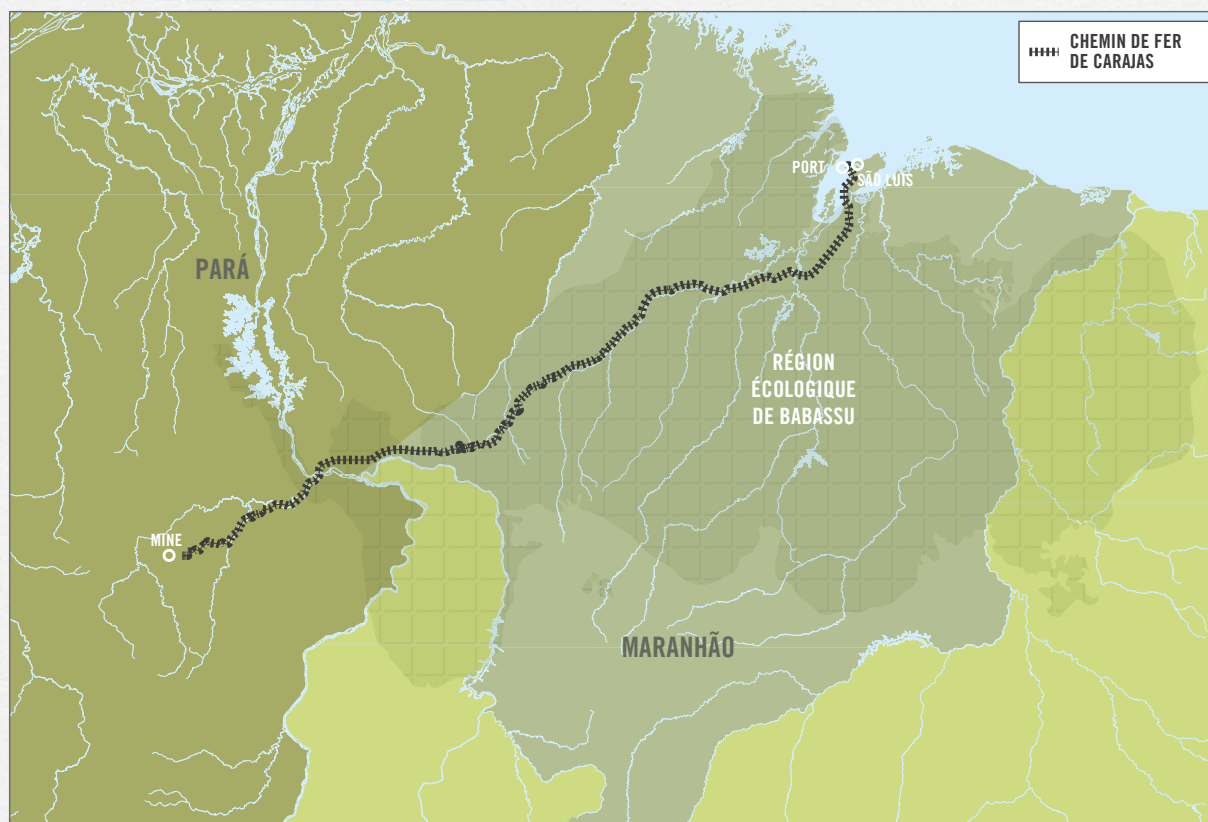 CHEMIN DE FER
DE CARAJAS
PORT
SÃO LUÍS
PARÁ
RÉGION
ÉCOLOGIQUE
DE BABASSU
MINE
MARANHÃO